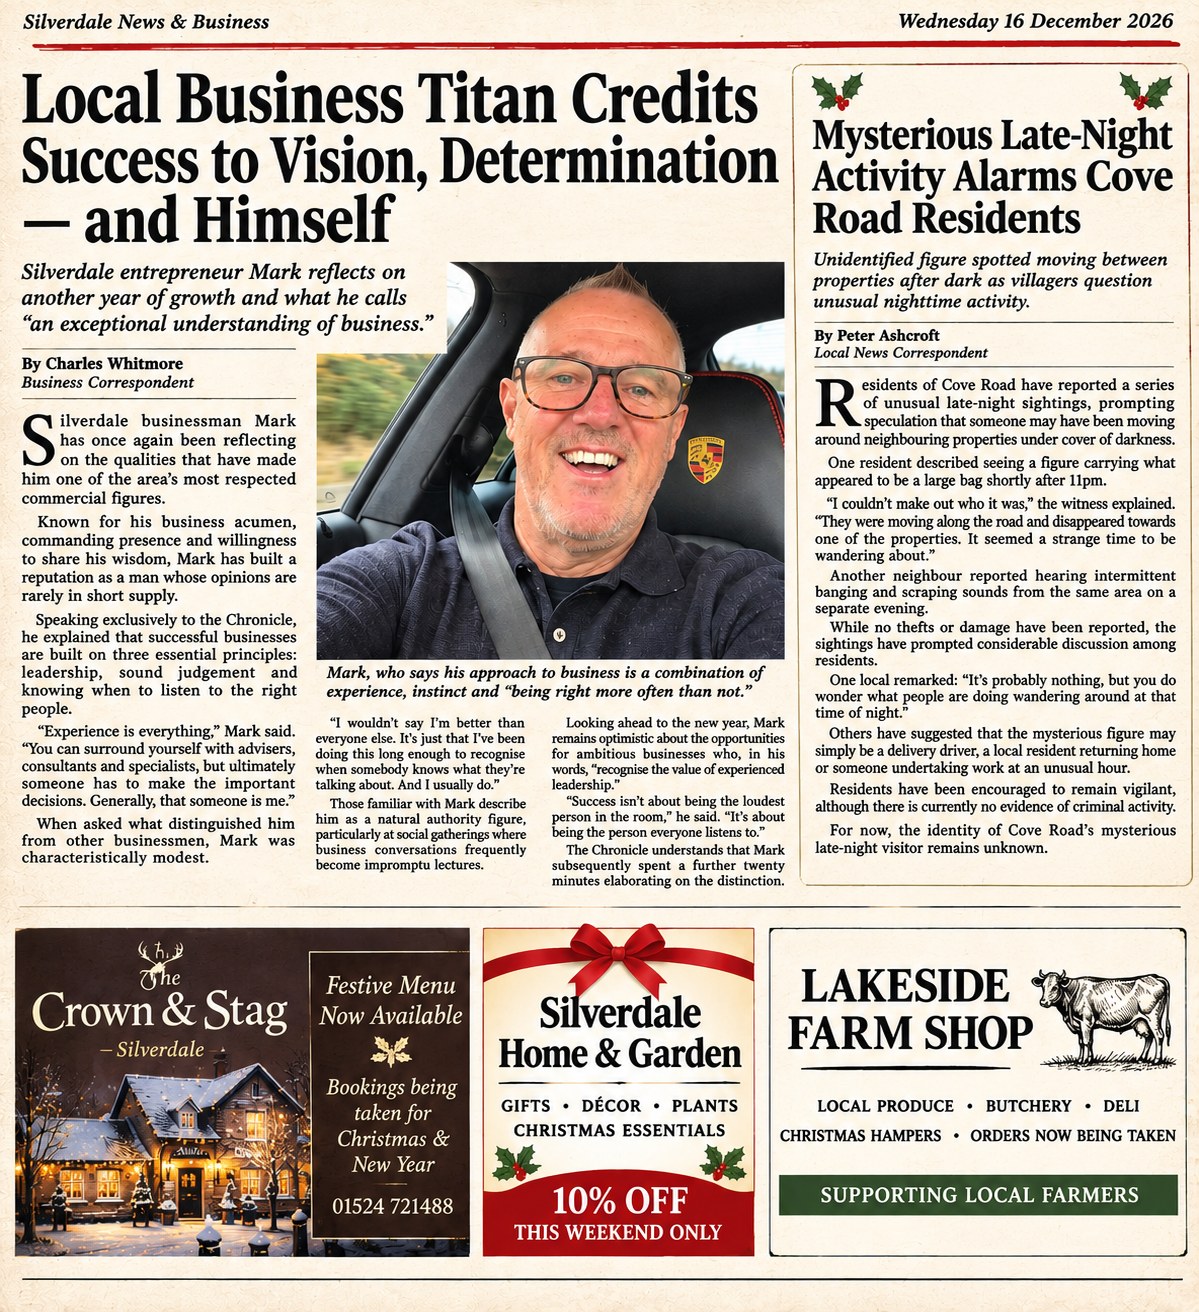 Silverdale News & Business
Wednesday 16 December 2026
Local Business Titan Credits
Success to Vision, Determination
— and Himself
Silverdale entrepreneur Mark reflects on
another year of growth and what he calls
“an exceptional understanding of business.”
By Charles Whitmore
Business Correspondent
Silverdale businessman Mark
has once again been reflecting
on the qualities that have made
him one of the area’s most respected
commercial figures.
Known for his business acumen,
commanding presence and willingness
to share his wisdom, Mark has built a
reputation as a man whose opinions are
rarely in short supply.
Speaking exclusively to the Chronicle,
he explained that successful businesses
are built on three essential principles:
leadership, sound judgement and
knowing when to listen to the right
people.
“Experience is everything,” Mark said.
“You can surround yourself with advisers,
consultants and specialists, but ultimately
someone has to make the important
decisions. Generally, that someone is me.”
When asked what distinguished him
from other businessmen, Mark was
characteristically modest.
Mark, who says his approach to business is a combination of
experience, instinct and “being right more often than not.”
“I wouldn’t say I’m better than
everyone else. It’s just that I’ve been
doing this long enough to recognise
when somebody knows what they’re
talking about. And I usually do.”
Those familiar with Mark describe
him as a natural authority figure,
particularly at social gatherings where
business conversations frequently
become impromptu lectures.
Looking ahead to the new year, Mark
remains optimistic about the opportunities
for ambitious businesses who, in his
words, “recognise the value of experienced
leadership.”
“Success isn’t about being the loudest
person in the room,” he said. “It’s about
being the person everyone listens to.”
The Chronicle understands that Mark
subsequently spent a further twenty
minutes elaborating on the distinction.
Mysterious Late-Night
Activity Alarms Cove
Road Residents
Unidentified figure spotted moving between
properties after dark as villagers question
unusual nighttime activity.
By Peter Ashcroft
Local News Correspondent
Residents of Cove Road have reported a series
of unusual late-night sightings, prompting
speculation that someone may have been moving
around neighbouring properties under cover of darkness.
One resident described seeing a figure carrying what
appeared to be a large bag shortly after 11pm.
“I couldn’t make out who it was,” the witness explained.
“They were moving along the road and disappeared towards
one of the properties. It seemed a strange time to be
wandering about.”
Another neighbour reported hearing intermittent
banging and scraping sounds from the same area on a
separate evening.
While no thefts or damage have been reported, the
sightings have prompted considerable discussion among
residents.
One local remarked: “It’s probably nothing, but you do
wonder what people are doing wandering around at that
time of night.”
Others have suggested that the mysterious figure may
simply be a delivery driver, a local resident returning home
or someone undertaking work at an unusual hour.
Residents have been encouraged to remain vigilant,
although there is currently no evidence of criminal activity.
For now, the identity of Cove Road’s mysterious
late-night visitor remains unknown.
The
Crown & Stag
– Silverdale –
Festive Menu
Now Available
Bookings being
taken for
Christmas &
New Year
01524 721488
Silverdale
Home & Garden
GIFTS • DÉCOR • PLANTS
CHRISTMAS ESSENTIALS
10% OFF
THIS WEEKEND ONLY
LAKESIDE
FARM SHOP
LOCAL PRODUCE • BUTCHERY • DELI
CHRISTMAS HAMPERS • ORDERS NOW BEING TAKEN
SUPPORTING LOCAL FARMERS